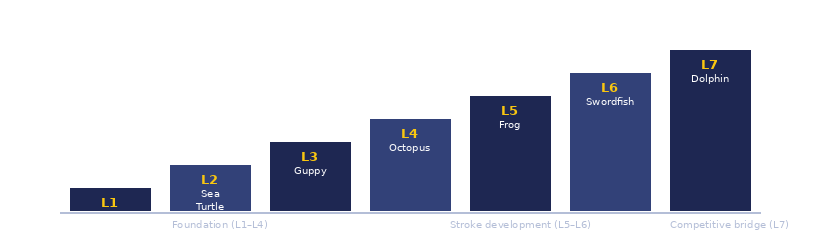 L1
L2
Sea
Turtle
L3
Guppy
L4
Octopus
L5
Frog
L6
Swordfish
L7
Dolphin
Foundation (L1–L4)
Stroke development (L5–L6)
Competitive bridge (L7)